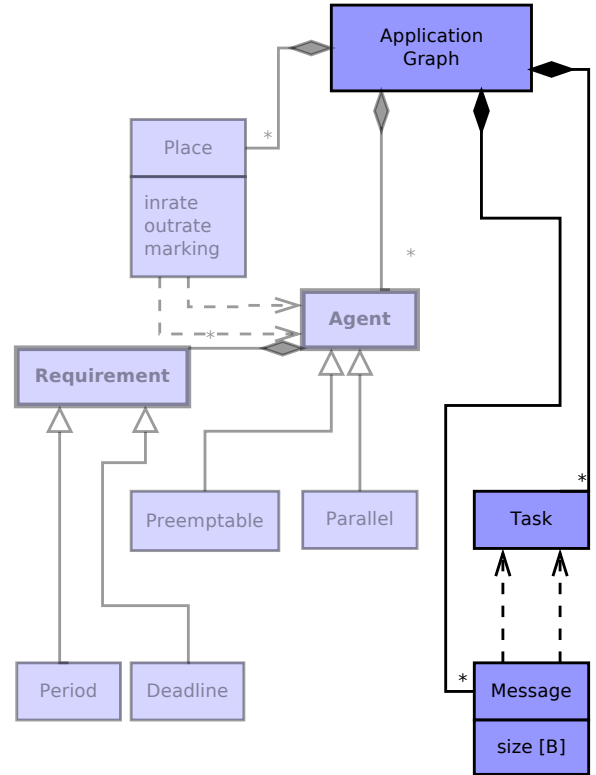 Application
Graph
*
Place
inrate
outrate
marking
*
Agent
*
Requirement
*
Preemptable
Parallel
Task
Period
Deadline
*
Message
size [B]